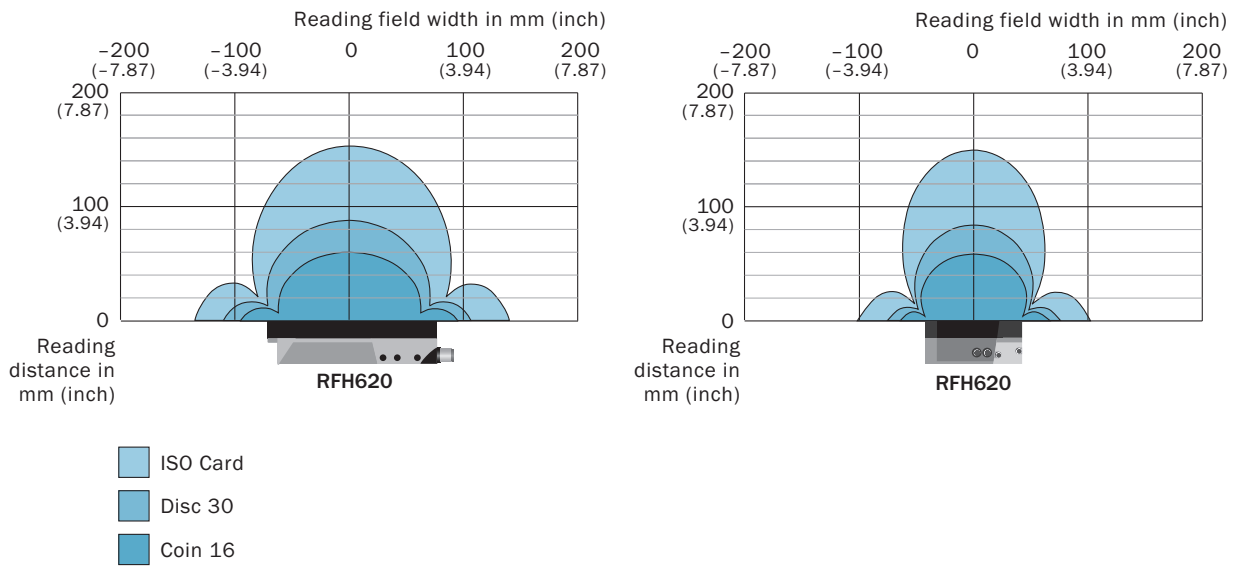 Reading field width in mm (inch)
−200 −100 0 100 200
(−7.87) (−3.94) (3.94) (7.87)
200
(7.87)
100
(3.94)
0
Reading
distance in
mm (inch)
RFH620
Reading field width in mm (inch)
−200 −100 0 100 200
(−7.87) (−3.94) (3.94) (7.87)
200
(7.87)
100
(3.94)
0
Reading
distance in
mm (inch)
RFH620
ISO Card
Disc 30
Coin 16